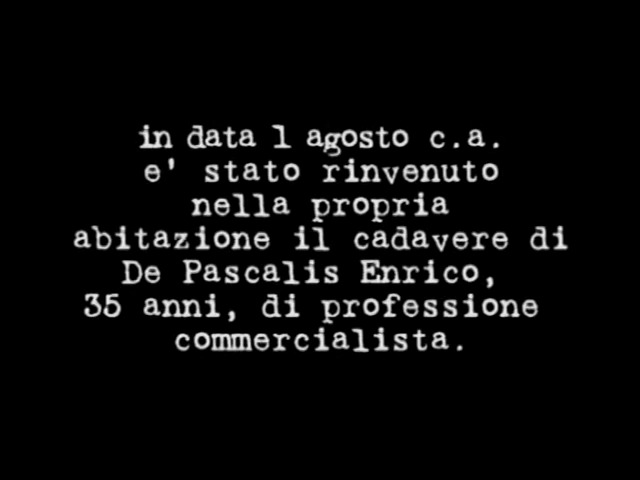 in data 1 agosto c.a.
e' stato rinvenuto
nella propria
abitazione il cadavere di
De Pascalis Enrico,
35 anni, di professione
commercialista.